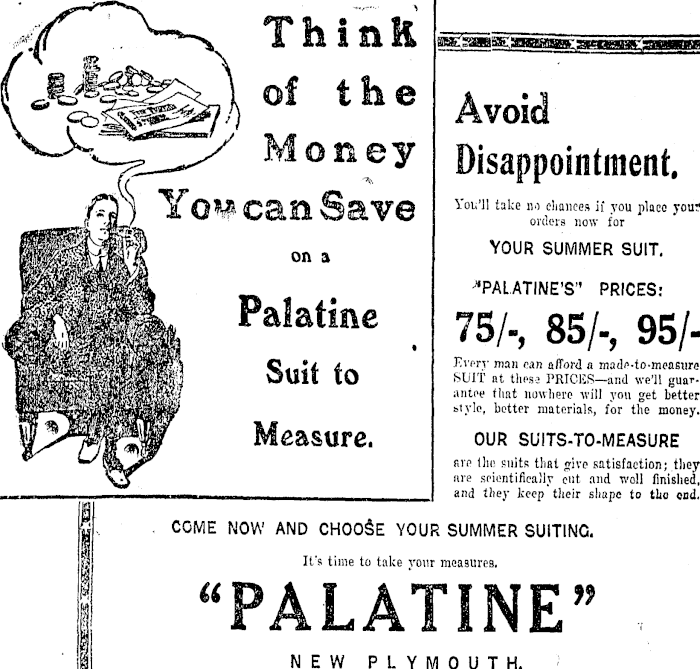 Think
of the
Money
You can Save
on a
Palatine
Suit to
Measure.
Avoid
Disappointment.
You'll take no chances if you place your
orders now for
YOUR SUMMER SUIT.
"PALATINE'S" PRICES:
75/-, 85/-, 95/-
Every man can afford a made-to-measure
SUIT at these PRICES—and we'll guar-
antee that nowhere will you get better
style, better materials, for the money.
OUR SUITS-TO-MEASURE
are the suits that give satisfaction; they
are scientifically cut and well finished,
and they keep their shape to the end.
COME NOW AND CHOOSE YOUR SUMMER SUITING.
It's time to take your measures.
"PALATINE"
NEW PLYMOUTH.